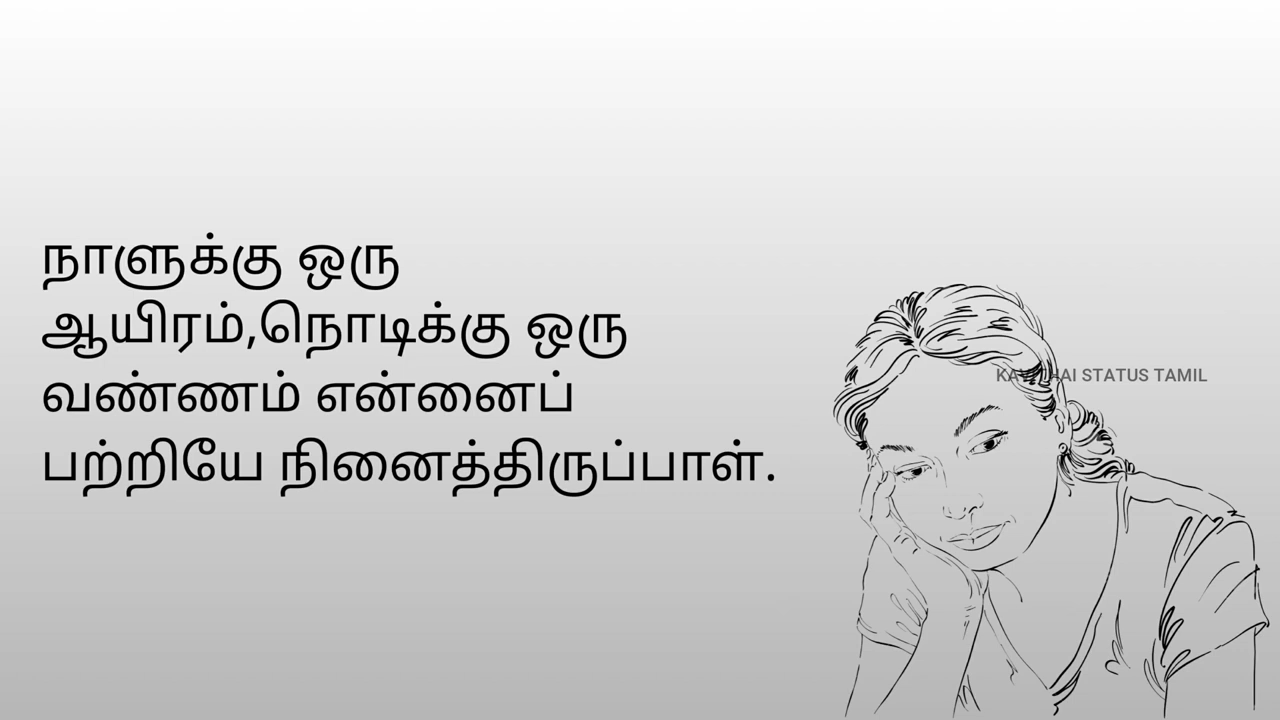 நாளுக்கு ஒரு
ஆயிரம்,நொடிக்கு ஒரு
வண்ணம் என்னைப்
பற்றியே நினைத்திருப்பாள்.
STATUS TAMIL